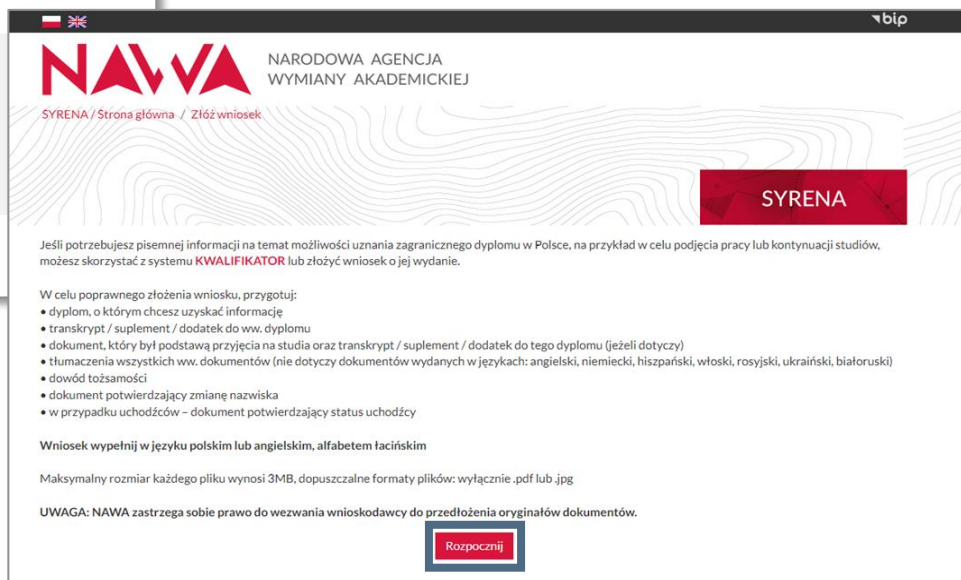 bip
NAWA
NARODOWA AGENCJA
WYMIANY AKADEMICKIEJ
SYRENA / Strona główna / Złóż wniosek
SYRENA
Jeśli potrzebujesz pisemnej informacji na temat możliwości uznania zagranicznego dyplomu w Polsce, na przykład w celu podjęcia pracy lub kontynuacji studiów,
możesz skorzystać z systemu KWALIFIKATOR lub złożyć wniosek o jej wydanie.
W celu poprawnego złożenia wniosku, przygotuj:
• dyplom, o którym chcesz uzyskać informację
• transkrypt / suplement / dodatek do ww. dyplomu
• dokument, który był podstawą przyjęcia na studia oraz transkrypt / suplement / dodatek do tego dyplomu (jeżeli dotyczy)
• tłumaczenia wszystkich ww. dokumentów (nie dotyczy dokumentów wydanych w językach: angielski, niemiecki, hiszpański, włoski, rosyjski, ukraiński, białoruski)
• dowód tożsamości
• dokument potwierdzający zmianę nazwiska
• w przypadku uchodźców – dokument potwierdzający status uchodźcy
Wniosek wypełnij w języku polskim lub angielskim, alfabetem łacińskim
Maksymalny rozmiar każdego pliku wynosi 3MB, dopuszczalne formaty plików: wyłącznie .pdf lub .jpg
UWAGA: NAWA zastrzega sobie prawo do wezwania wnioskodawcy do przedłożenia oryginałów dokumentów.
Rozpocznij